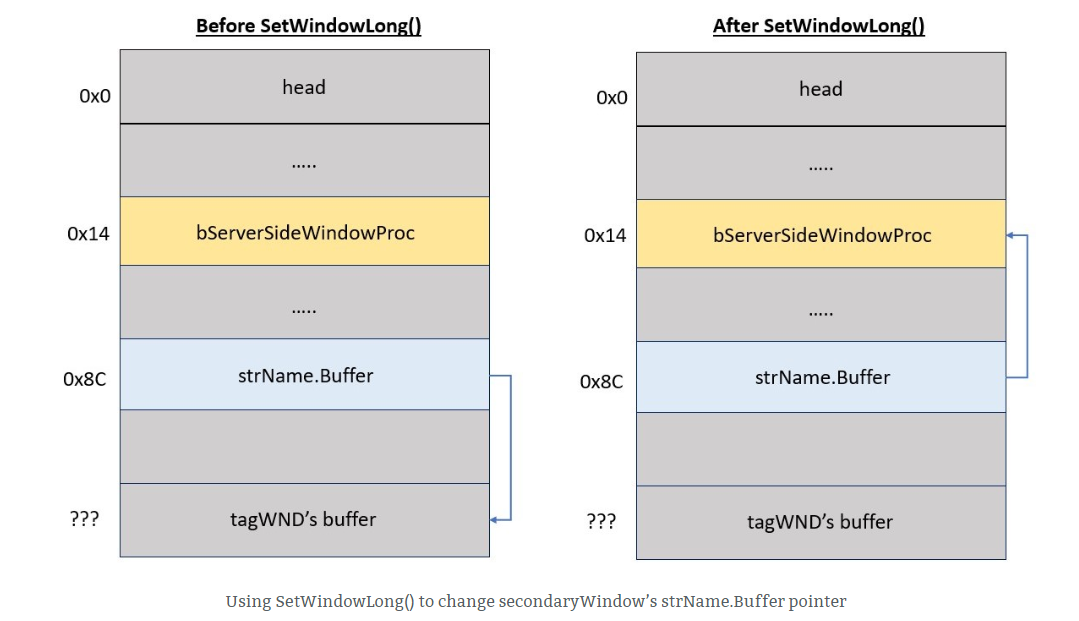 Before SetWindowLong()
0x0
head
.....
0x14
bServerSideWindowProc
.....
0x8C
strName.Buffer
???
tagWND's buffer
After SetWindowLong()
0x0
head
.....
0x14
bServerSideWindowProc
.....
0x8C
strName.Buffer
???
tagWND's buffer
Using SetWindowLong() to change secondaryWindow's strName.Buffer pointer